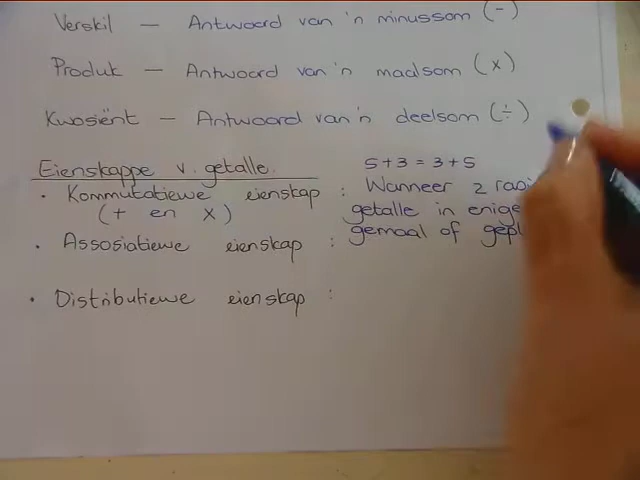 Verskil — Antwoord van 'n minussom (-)
Produk — Antwoord van 'n maalsom (x)
Kwosiënt — Antwoord van 'n deelsom (÷)
Eienskappe v. getalle.
5+3 = 3+5
• Kommutatiewe eienskap : Wanneer 2
(+ en x) getalle in enige
gemaal of
• Assosiatiewe eienskap :
• Distributiewe eienskap :